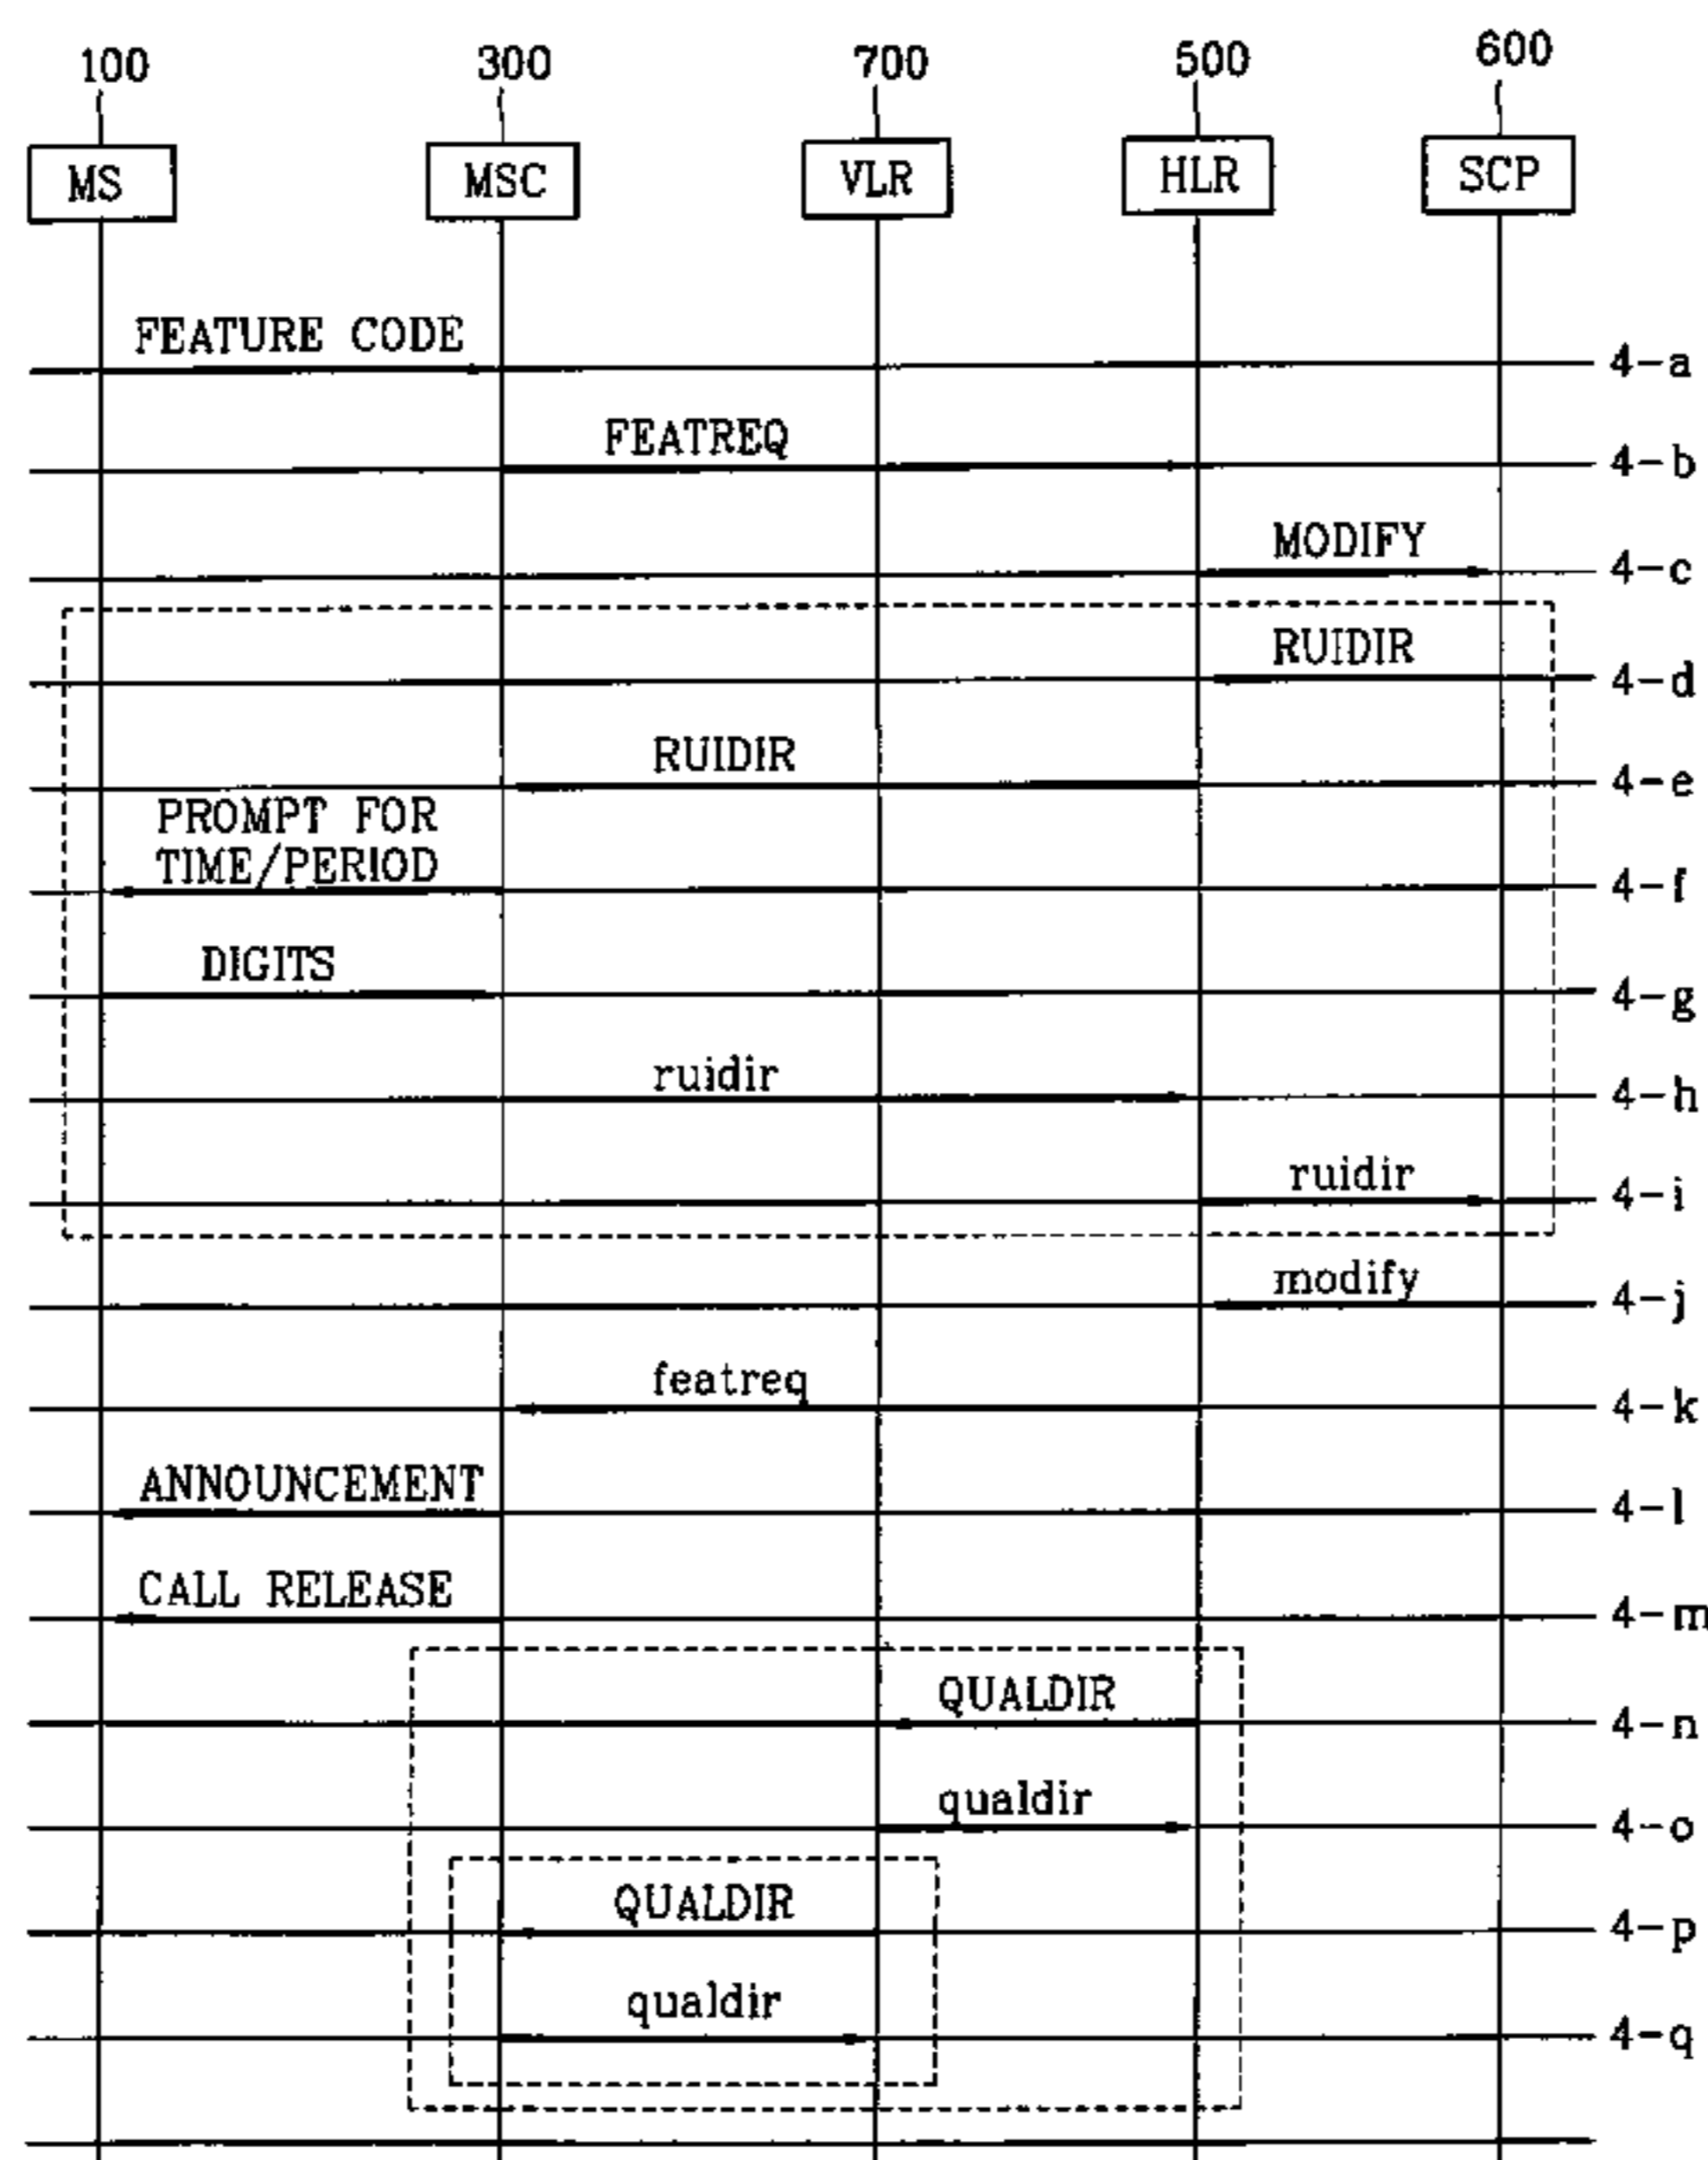 100 300 700 500 600
MS MSC VLR HLR SCP
FEATURE CODE 4-a
FEATREQ 4-b
MODIFY 4-c
RUIDIR 4-d
RUIDIR 4-e
PROMPT FOR
TIME/PERIOD 4-f
DIGITS 4-g
ruidir 4-h
ruidir 4-i
modify 4-j
featreq 4-k
ANNOUNCEMENT 4-l
CALL RELEASE 4-m
QUALDIR 4-n
qualdir 4-o
QUALDIR 4-p
qualdir 4-q